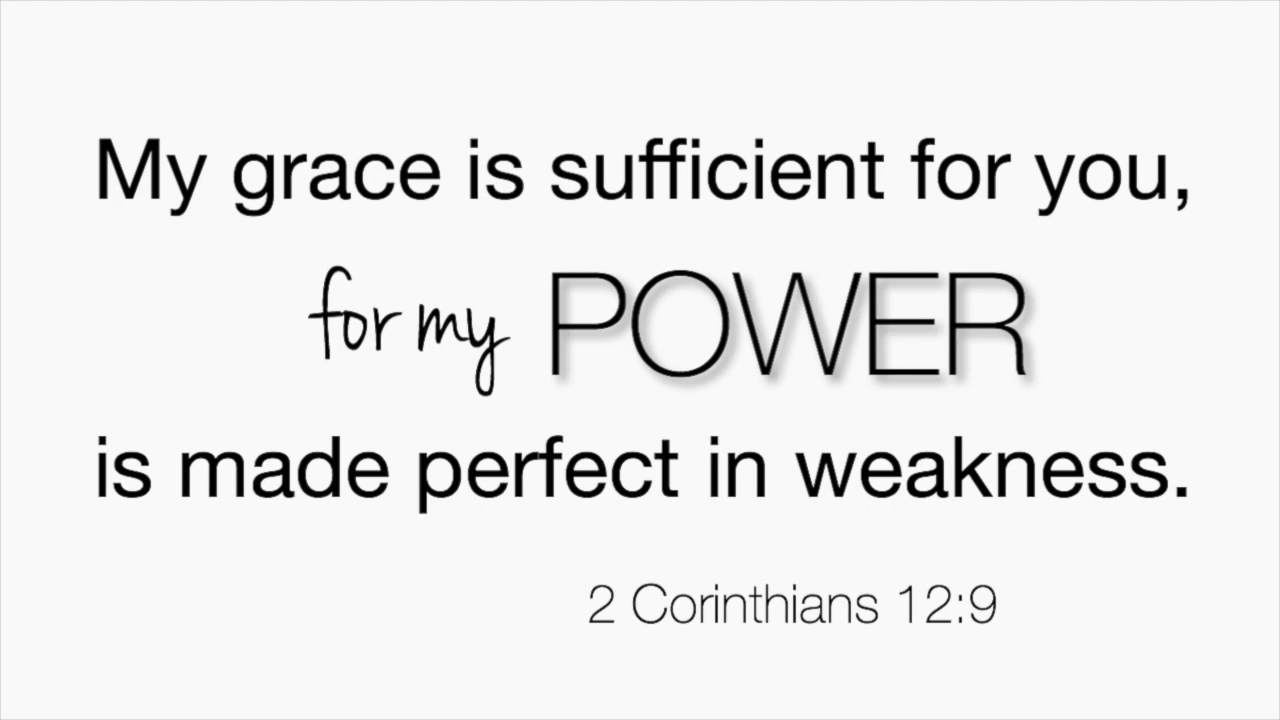 My grace is sufficient for you,
for my POWER
is made perfect in weakness.
2 Corinthians 12:9